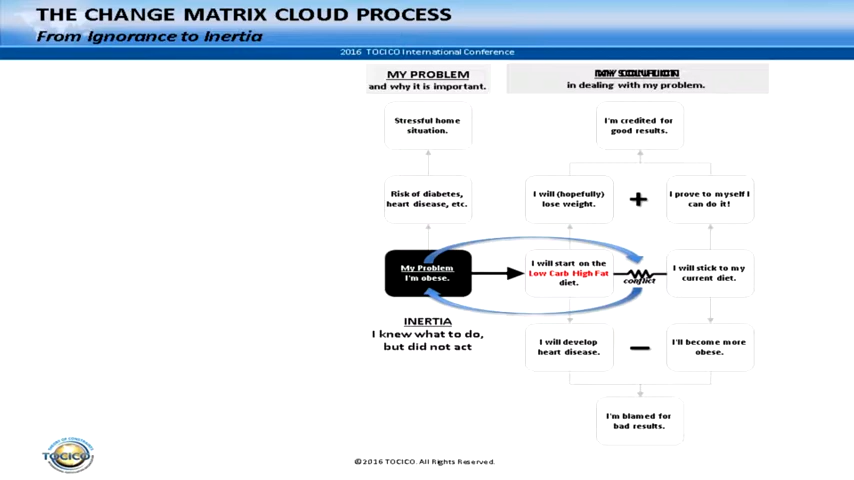 THE CHANGE MATRIX CLOUD PROCESS
From Ignorance to Inertia
2016 TOCICO International Conference
MY PROBLEM
and why it is important.
in dealing with my problem.
Stressful home
situation.
I'm credited for
good results.
Risk of diabetes,
heart disease, etc.
I will (hopefully)
lose weight.
+
I prove to myself I
can do it!
My Problem
I'm obese.
I will start on the
Low Carb High Fat
diet.
conflict
I will stick to my
current diet.
INERTIA
I knew what to do,
but did not act
I will develop
heart disease.
—
I'll become more
obese.
I'm blamed for
bad results.
TOCICO
©2016 TOCICO. All Rights Reserved.